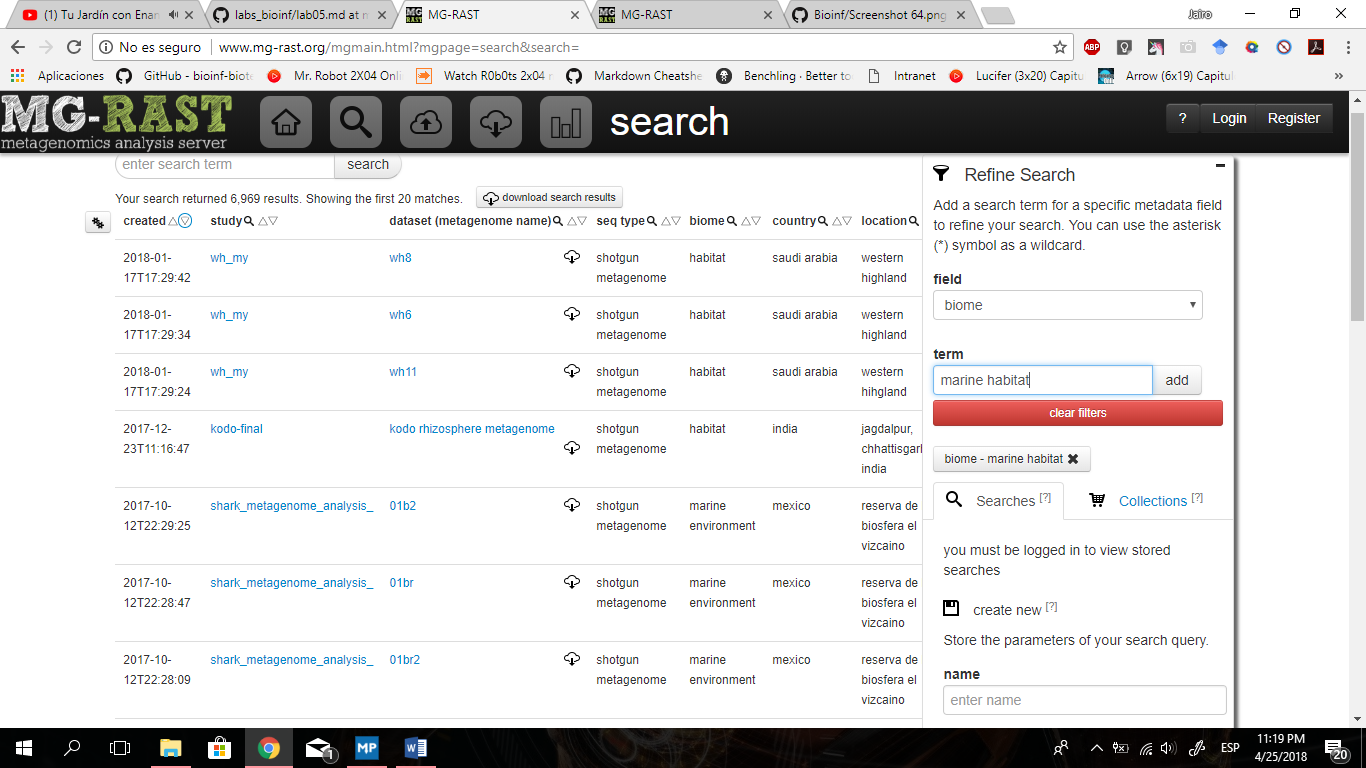 (1) Tu Jardín con Enan
labs_bioinf/lab05.md at m
MG-RAST
MG-RAST
Bioinf/Screenshot 64.png
Jairo
No es seguro
www.mg-rast.org/mgmain.html?mgpage=search&search=
ABP
Aplicaciones
GitHub - bioinf-biote
Mr. Robot 2X04 Onli
Watch R0b0ts 2x04 r
Markdown Cheatshe
Benchling · Better to
Intranet
Lucifer (3x20) Capitu
Arrow (6x19) Capitul
»
MG-RAST
metagenomics analysis server
search
?
Login
Register
enter search term
search
Your search returned 6,969 results. Showing the first 20 matches.
download search results
created
study
dataset (metagenome name)
seq type
biome
country
location
2018-01-
17T17:29:42
wh_my
wh8
shotgun
metagenome
habitat
saudi arabia
western
highland
2018-01-
17T17:29:34
wh_my
wh6
shotgun
metagenome
habitat
saudi arabia
western
highland
2018-01-
17T17:29:24
wh_my
wh11
shotgun
metagenome
habitat
saudi arabia
western
hihgland
2017-12-
23T11:16:47
kodo-final
kodo rhizosphere metagenome
shotgun
metagenome
habitat
india
jagdalpur,
chhattisgarl
india
2017-10-
12T22:29:25
shark_metagenome_analysis_
01b2
shotgun
metagenome
marine
environment
mexico
reserva de
biosfera el
vizcaino
2017-10-
12T22:28:47
shark_metagenome_analysis_
01br
shotgun
metagenome
marine
environment
mexico
reserva de
biosfera el
vizcaino
2017-10-
12T22:28:09
shark_metagenome_analysis_
01br2
shotgun
metagenome
marine
environment
mexico
reserva de
biosfera el
vizcaino
Refine Search
Add a search term for a specific metadata field
to refine your search. You can use the asterisk
(*) symbol as a wildcard.
field
biome
term
marine habitat
add
clear filters
biome - marine habitat
Searches [?]
Collections [?]
you must be logged in to view stored
searches
create new [?]
Store the parameters of your search query.
name
enter name
1
MP
ESP
11:19 PM
4/25/2018
20